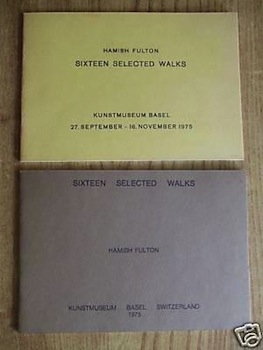 HAMISH FULTON
SIXTEEN SELECTED WALKS
KUNSTMUSEUM BASEL
27. SEPTEMBER - 16. NOVEMBER 1975
SIXTEEN SELECTED WALKS
HAMISH FULTON
KUNSTMUSEUM BASEL SWITZERLAND
1975